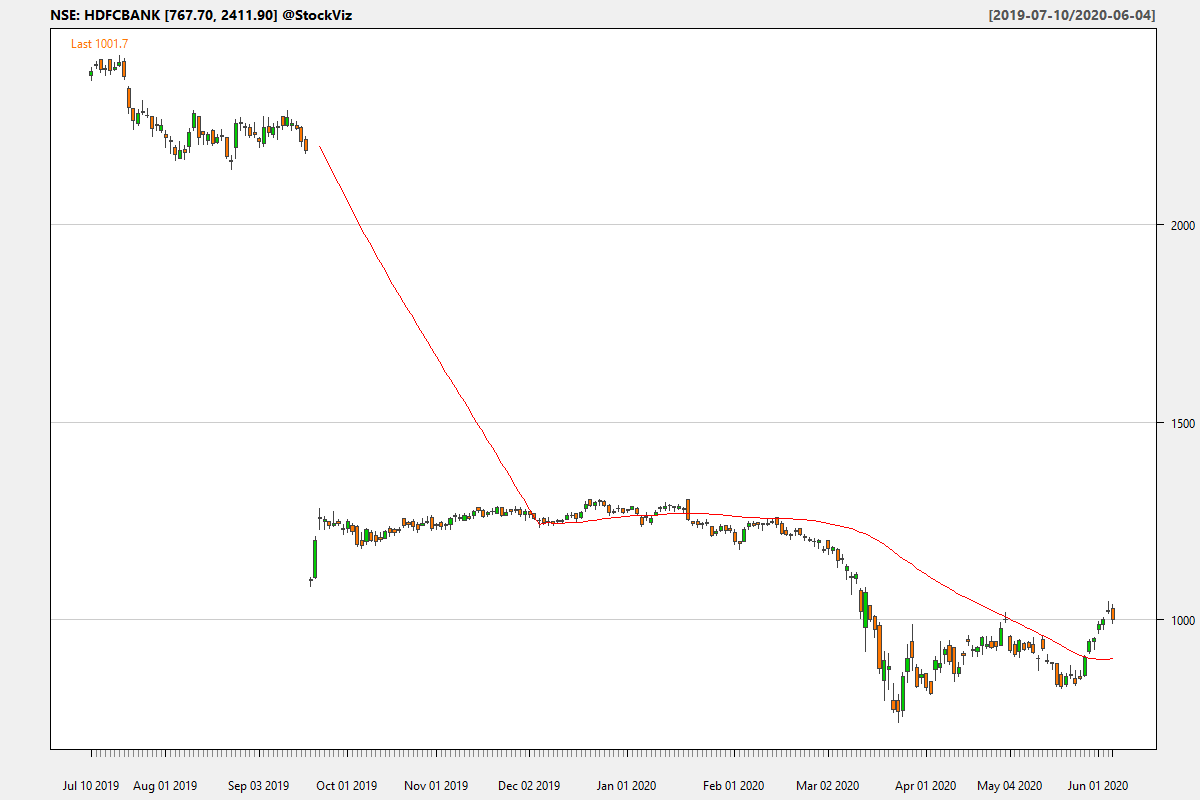 NSE: HDFCBANK [767.70, 2411.90] @StockViz
[2019-07-10/2020-06-04]
Last 1001.7
2000
1500
1000
Jul 10 2019 Aug 01 2019 Sep 03 2019 Oct 01 2019 Nov 01 2019 Dec 02 2019 Jan 01 2020 Feb 01 2020 Mar 02 2020 Apr 01 2020 May 04 2020 Jun 01 2020